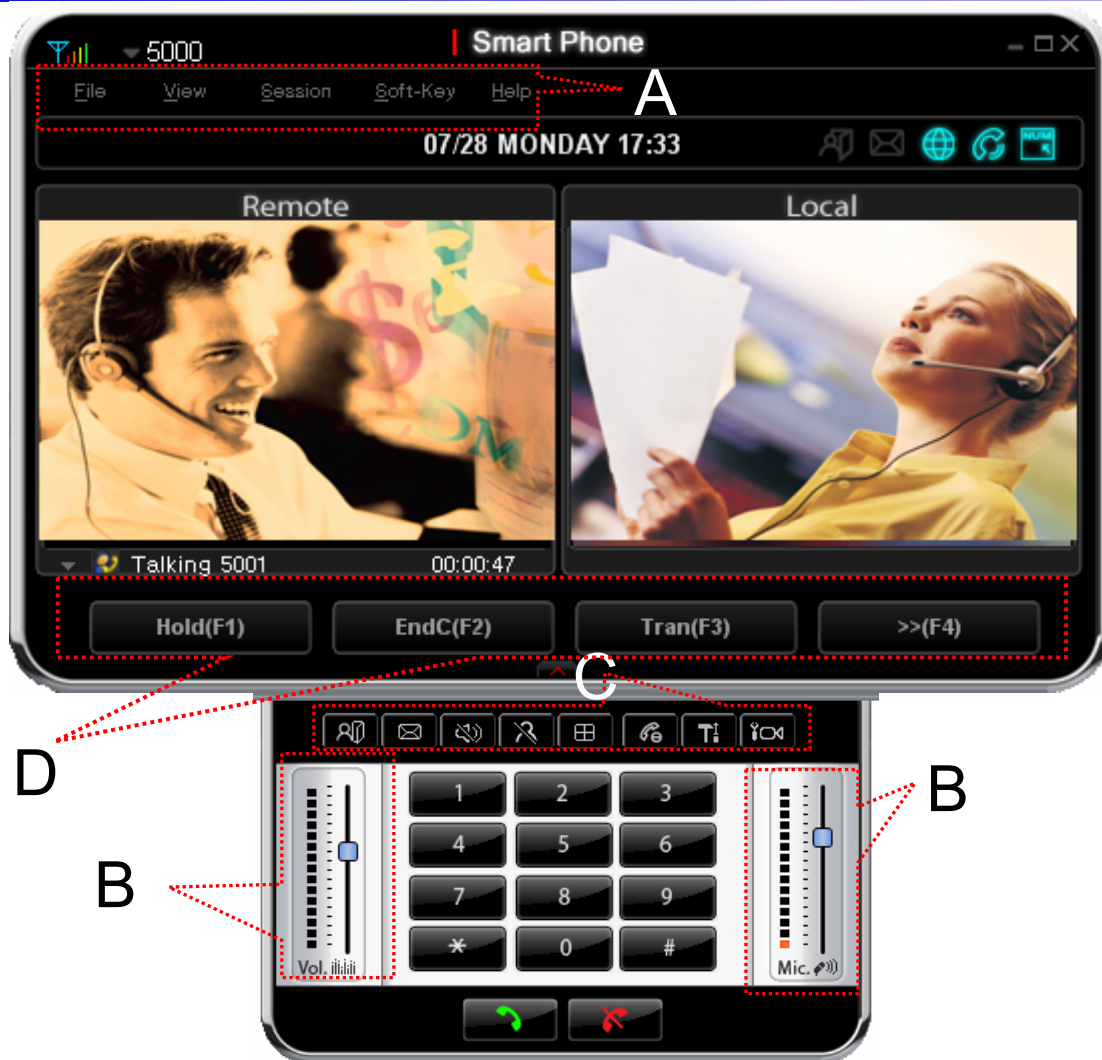 5000 Smart Phone
File View Session Soft-Key Help
A
07/28 MONDAY 17:33
NUM
Remote Local
$ €
DM
Talking 5001 00:00:47
Hold(F1) EndC(F2) Tran(F3) >>(F4)
C
D
1 2 3
B
4 5 6
B
7 8 9
* 0 #
Vol. Mic.